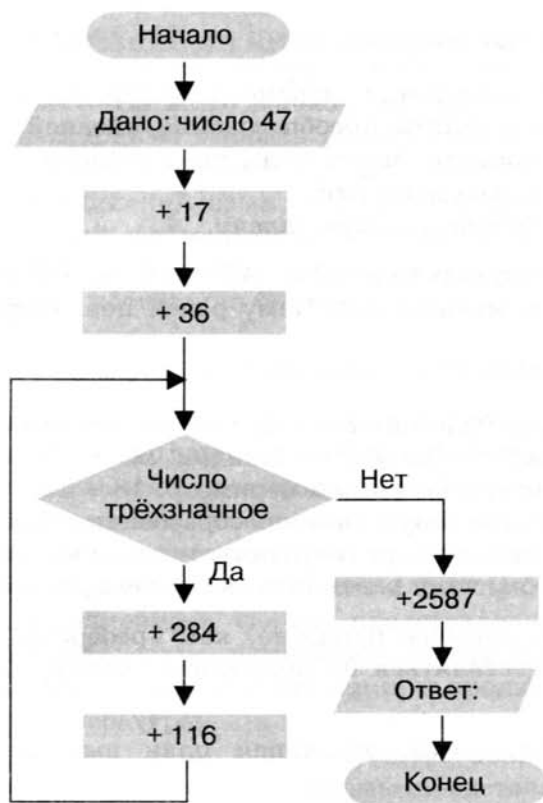 Начало
Дано: число 47
+ 17
+ 36
Число
трёхзначное
Нет
Да
+ 284
+ 116
+2587
Ответ:
Конец